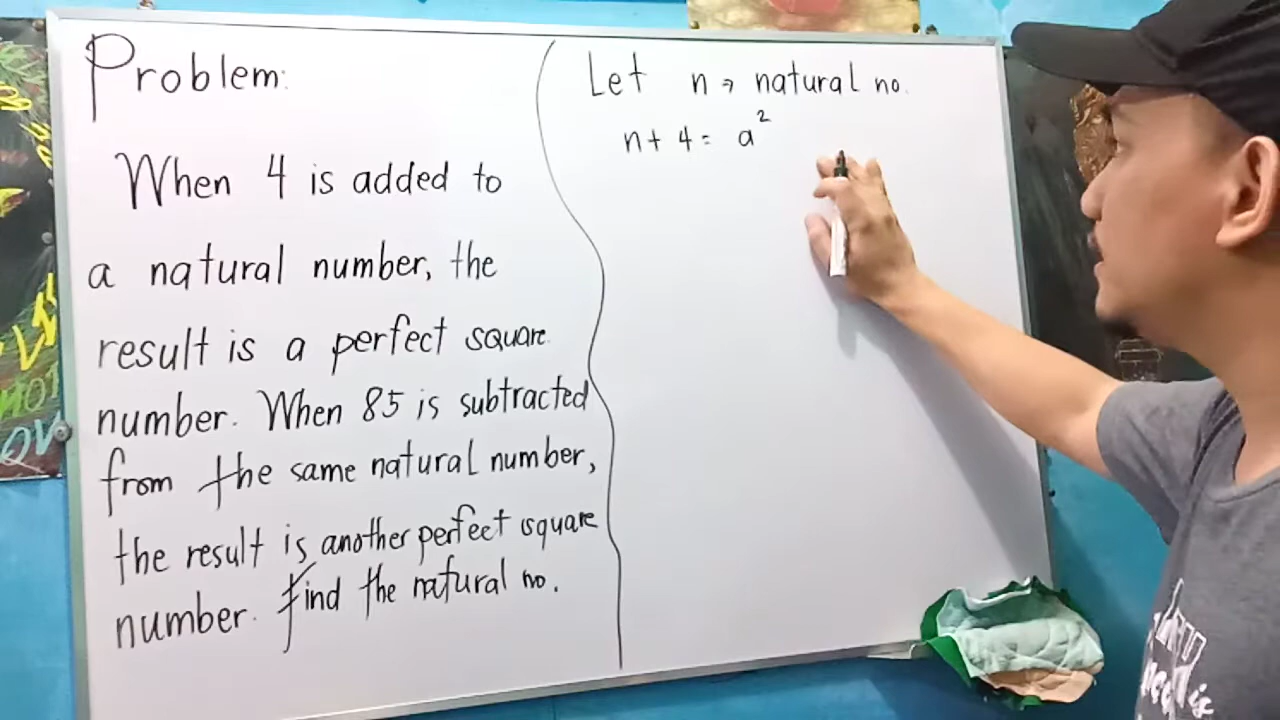 Problem:
When 4 is added to
a natural number, the
result is a perfect square
number. When 85 is subtracted
from the same natural number,
the result is another perfect square
number. find the natural no.
Let n → natural no.
n + 4 = a²